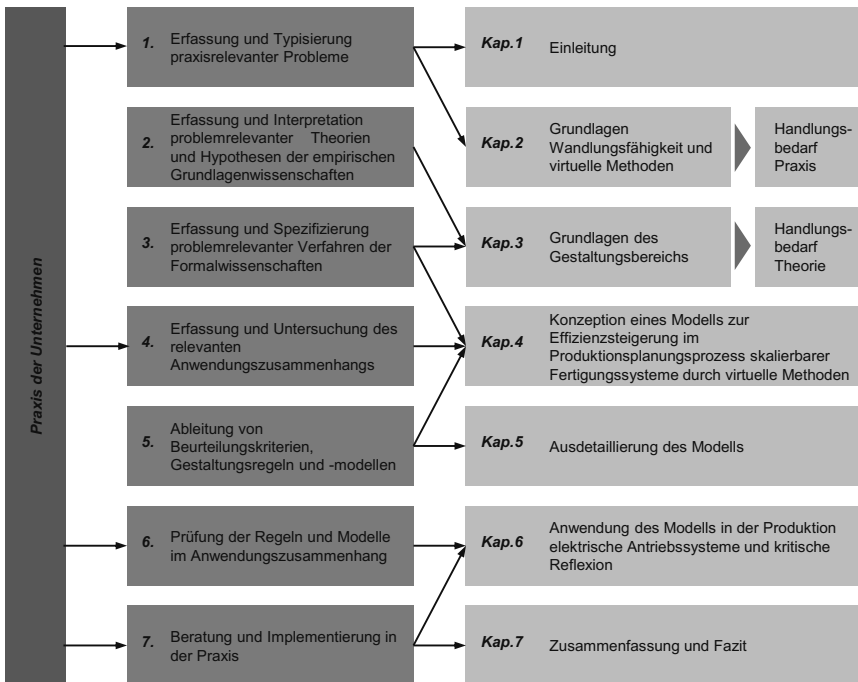 Praxis der Unternehmen
1. Erfassung und Typisierung
praxisrelevanter Probleme
Kap.1 Einleitung
2. Erfassung und Interpretation
problemrelevanter Theorien
und Hypothesen der empirischen
Grundlagenwissenschaften
Kap.2 Grundlagen
Wandlungsfähigkeit und
virtuelle Methoden
Handlungs-
bedarf
Praxis
3. Erfassung und Spezifizierung
problemrelevanter Verfahren der
Formalwissenschaften
Kap.3 Grundlagen des
Gestaltungsbereichs
Handlungs-
bedarf
Theorie
4. Erfassung und Untersuchung des
relevanten
Anwendungszusammenhangs
Kap.4 Konzeption eines Modells zur
Effizienzsteigerung im
Produktionsplanungsprozess skalierbarer
Fertigungssysteme durch virtuelle Methoden
5. Ableitung von
Beurteilungskriterien,
Gestaltungsregeln und -modellen
Kap.5 Ausdetaillierung des Modells
6. Prüfung der Regeln und Modelle
im Anwendungszusammenhang
Kap.6 Anwendung des Modells in der Produktion
elektrische Antriebssysteme und kritische
Reflexion
7. Beratung und Implementierung in
der Praxis
Kap.7 Zusammenfassung und Fazit